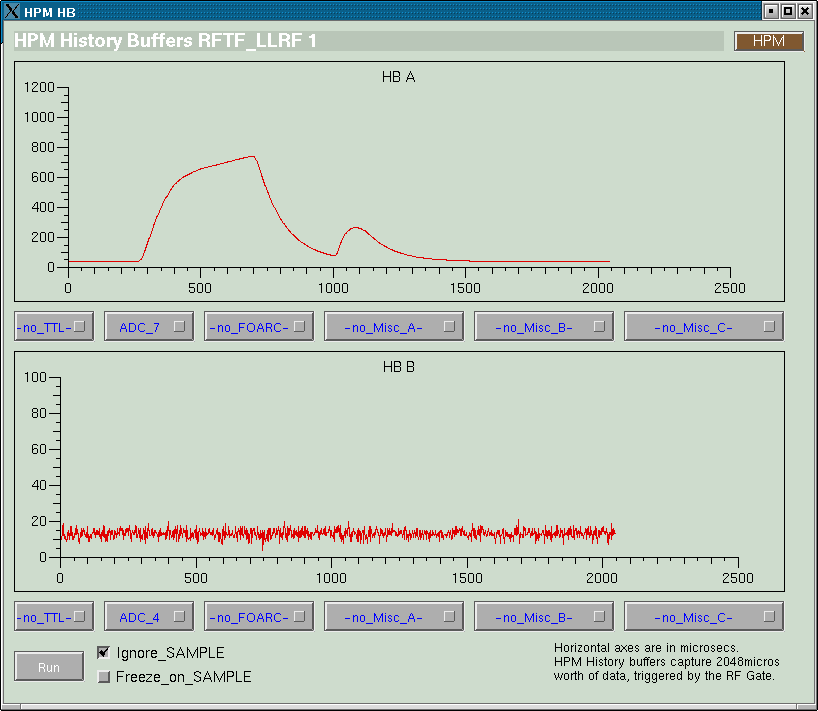 HPM HB
HPM History Buffers RFTF_LLRF 1
HPM
HB A
1200
1000
800
600
400
200
0
0 500 1000 1500 2000 2500
-no_TTL- ADC_7 -no_FOARC- -no_Misc_A- -no_Misc_B- -no_Misc_C-
HB B
100
80
60
40
20
0
0 500 1000 1500 2000 2500
-no_TTL- ADC_4 -no_FOARC- -no_Misc_A- -no_Misc_B- -no_Misc_C-
Run
Ignore_SAMPLE
Freeze_on_SAMPLE
Horizontal axes are in microsecs.
HPM History buffers capture 2048micros
worth of data, triggered by the RF Gate.